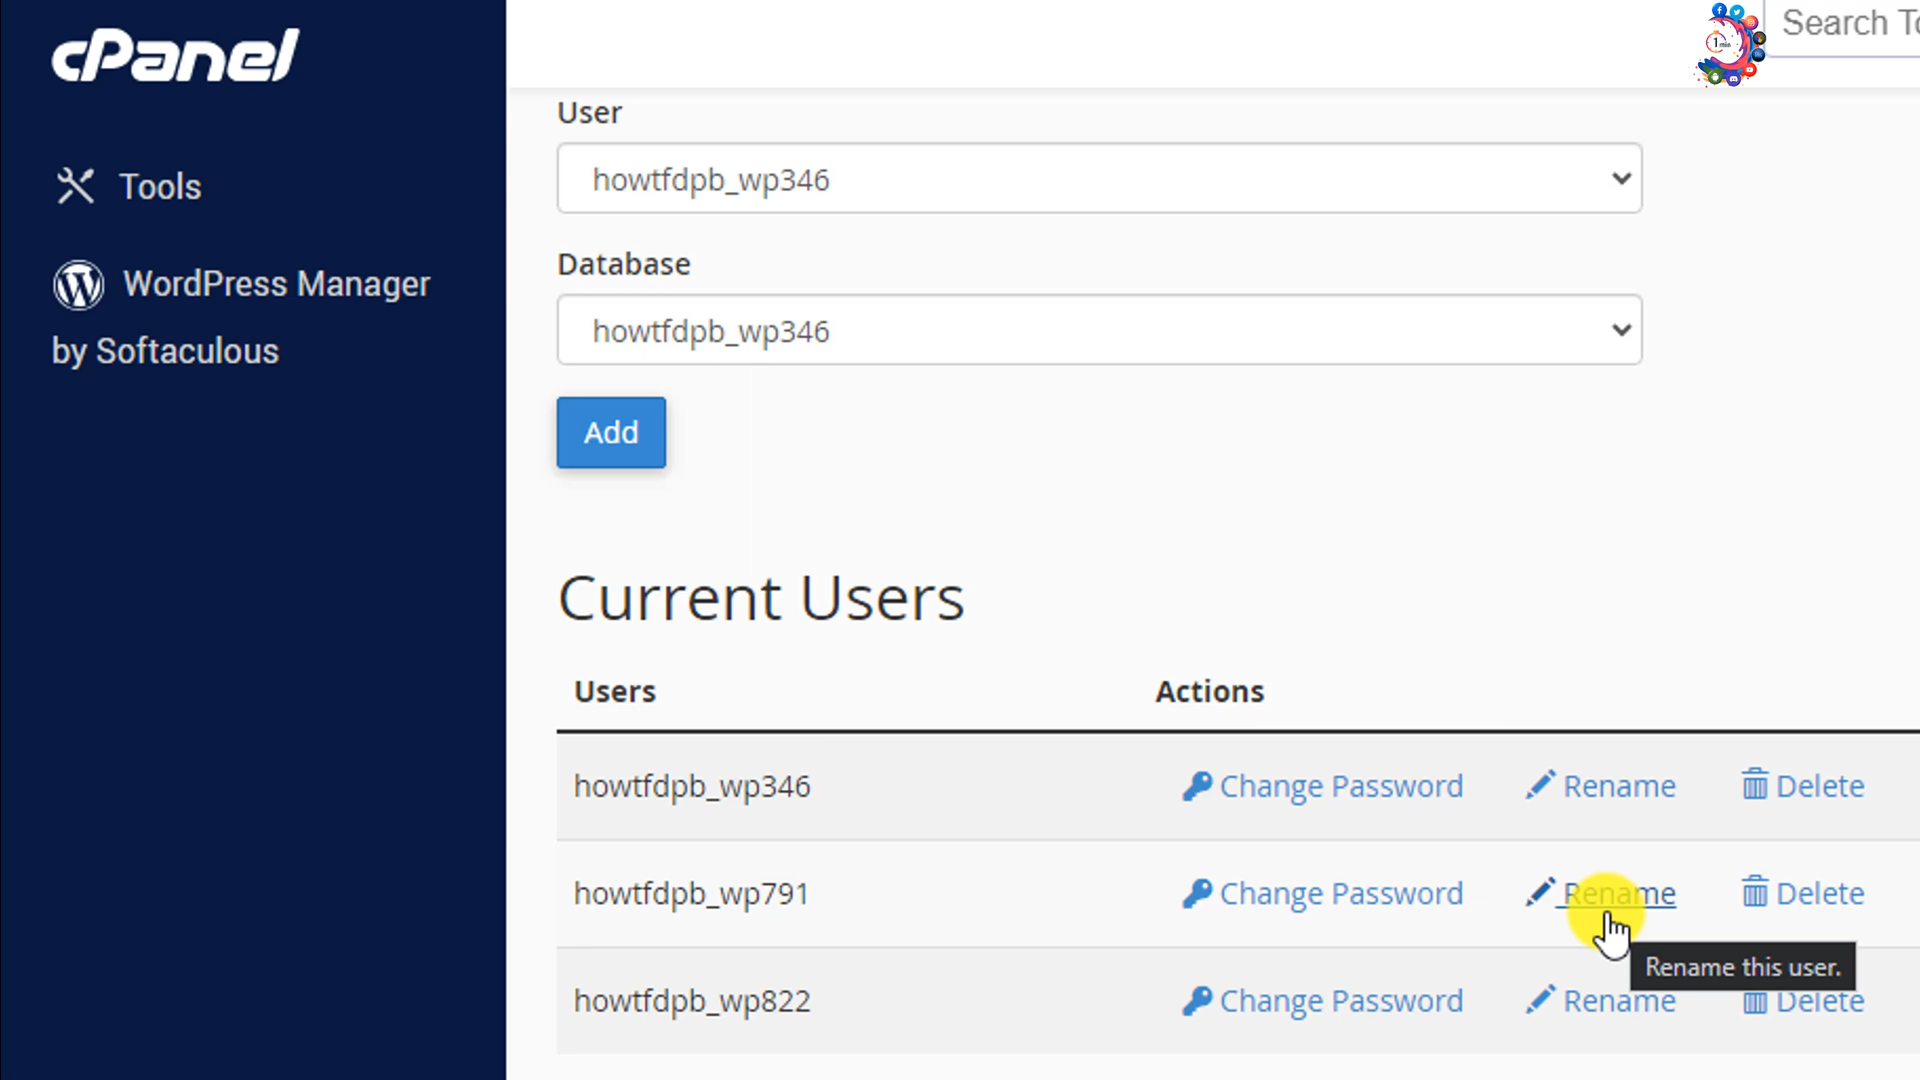 cPanel
Search To
Tools
WordPress Manager
by Softaculous
User
howtfdpb_wp346
Database
howtfdpb_wp346
Add
Current Users
Users Actions
howtfdpb_wp346 Change Password Rename Delete
howtfdpb_wp791 Change Password Rename Delete
Rename this user.
howtfdpb_wp822 Change Password Rename Delete